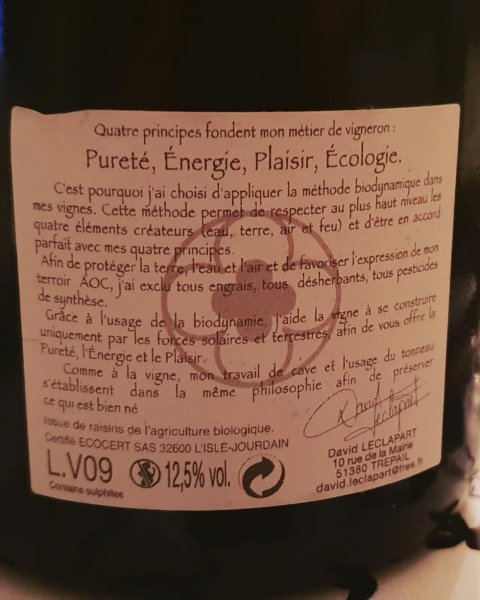 Quatre principes fondent mon métier de vigneron :
Pureté, Énergie, Plaisir, Écologie.
C'est pourquoi j'ai choisi d'appliquer la méthode biodynamique dans
mes vignes. Cette méthode permet de respecter au plus haut niveau les
quatre éléments créateurs (eau, terre, air et feu) et d'être en accord
parfait avec mes quatre principes.
Afin de protéger la terre, l'eau et l'air et de favoriser l'expression de mon
terroir AOC, j'ai exclu tous engrais, tous désherbants, tous pesticides
de synthèse.
Grâce à l'usage de la biodynamie, j'aide la vigne à se construire
uniquement par les forces solaires et terrestres, afin de vous offrir la
Pureté, l'Énergie et le Plaisir.
Comme à la vigne, mon travail de cave et l'usage du tonneau
s'établissent dans la même philosophie afin de préserver
ce qui est bien né
David
Leclapart
Issue de raisins de l'agriculture biologique.
Certifié ECOCERT SAS 32600 L'ISLE-JOURDAIN
L.V09 12,5% vol.
Contains sulphites
David LECLAPART
10 rue de la Mairie
51380 TREPAIL
david.leclapart@free.fr